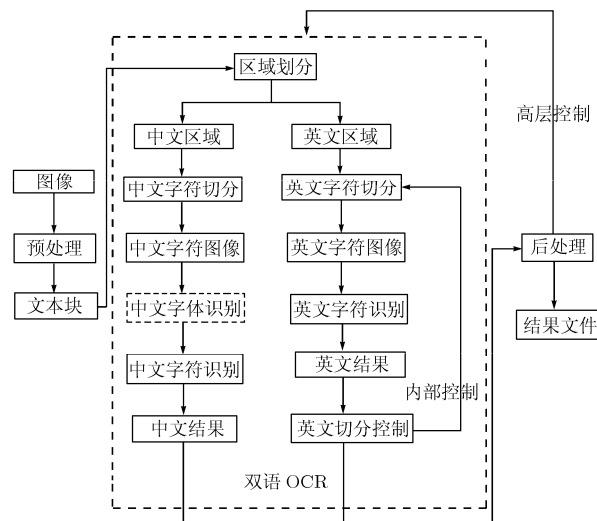 区域划分
高层控制
中文区域
英文区域
图像
中文字符切分
英文字符切分
预处理
中文字符图像
英文字符图像
后处理
文本块
中文字体识别
英文字符识别
结果文件
中文字符识别
英文结果
内部控制
中文结果
英文切分控制
双语 OCR